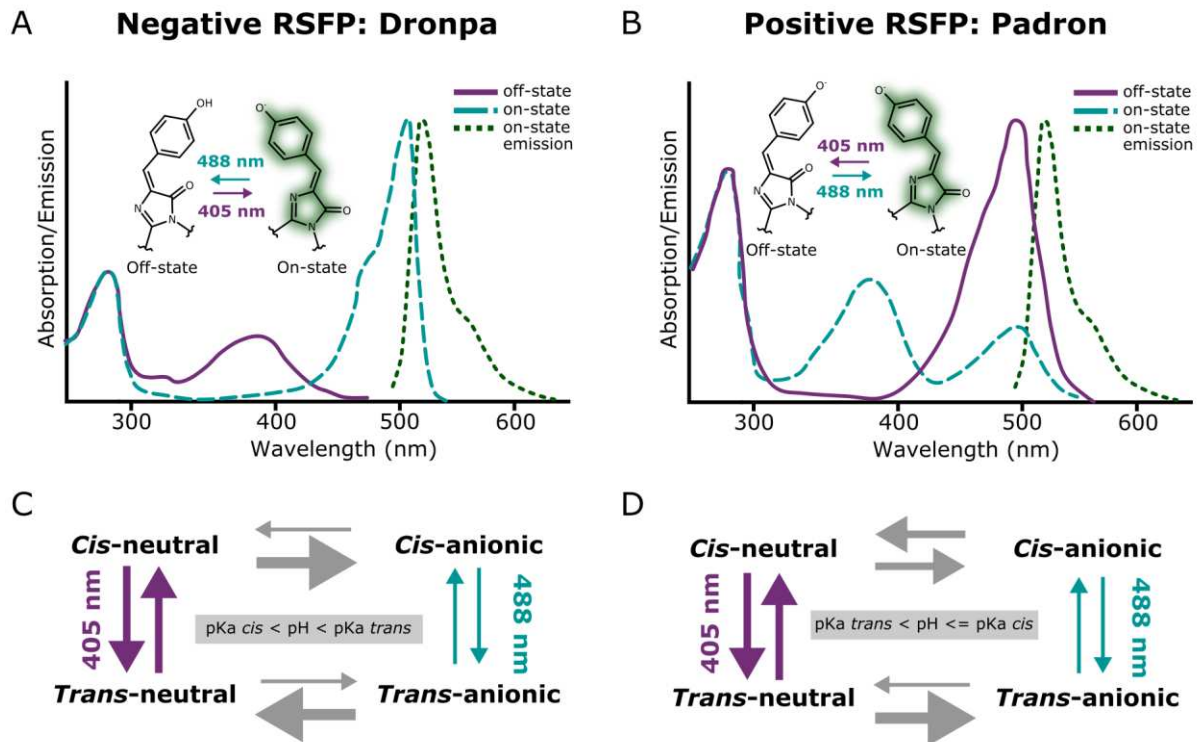 A
Negative RSFP: Dronpa
off-state
on-state
on-state
emission
OH
O-
N
N
O
N
N
O
488 nm
405 nm
Off-state
On-state
Absorption/Emission
300
400
500
600
Wavelength (nm)
B
Positive RSFP: Padron
off-state
on-state
on-state
emission
O-
O-
N
N
O
N
N
O
405 nm
488 nm
Off-state
On-state
Absorption/Emission
300
400
500
600
Wavelength (nm)
C
Cis-neutral
Cis-anionic
405 nm
pKa cis < pH < pKa trans
488 nm
Trans-neutral
Trans-anionic
D
Cis-neutral
Cis-anionic
405 nm
pKa trans < pH <= pKa cis
488 nm
Trans-neutral
Trans-anionic